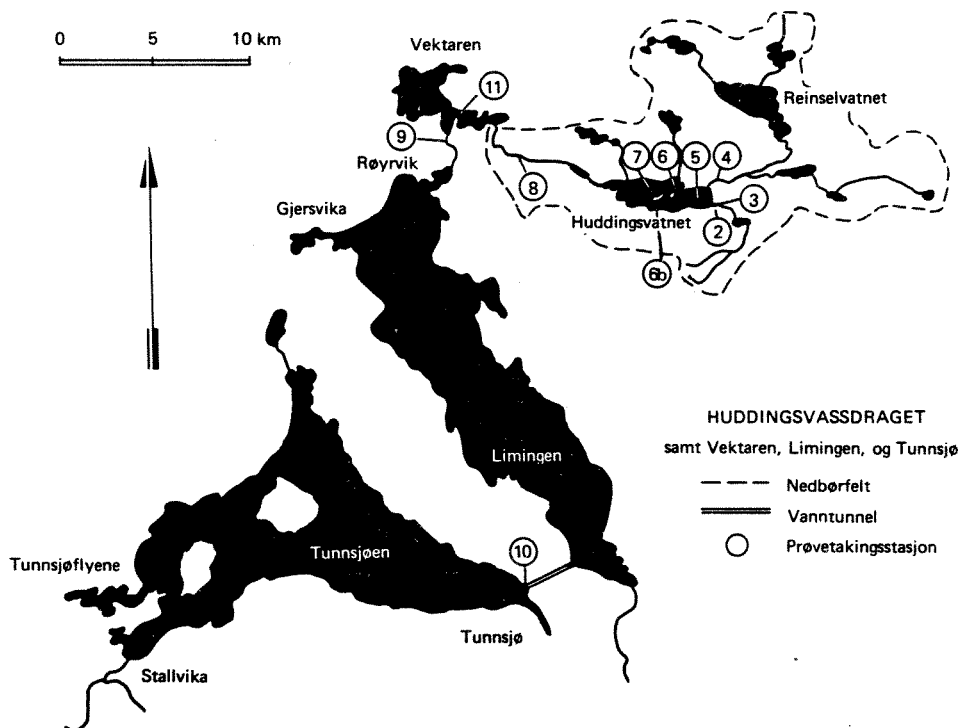 0 5 10 km
Vektaren
11
Reinselvatnet
9
Røyrvik
7 6 5 4
8
3
Gjersvika
Huddingsvatnet
2
6b
HUDDINGSVASSDRAGET
samt Vektaren, Limingen, og Tunnsjø
Limingen
Nedbørfelt
Vanntunnel
10
Tunnsjøen
Prøvetakingsstasjon
Tunnsjøflyene
Tunnsjø
Stallvika